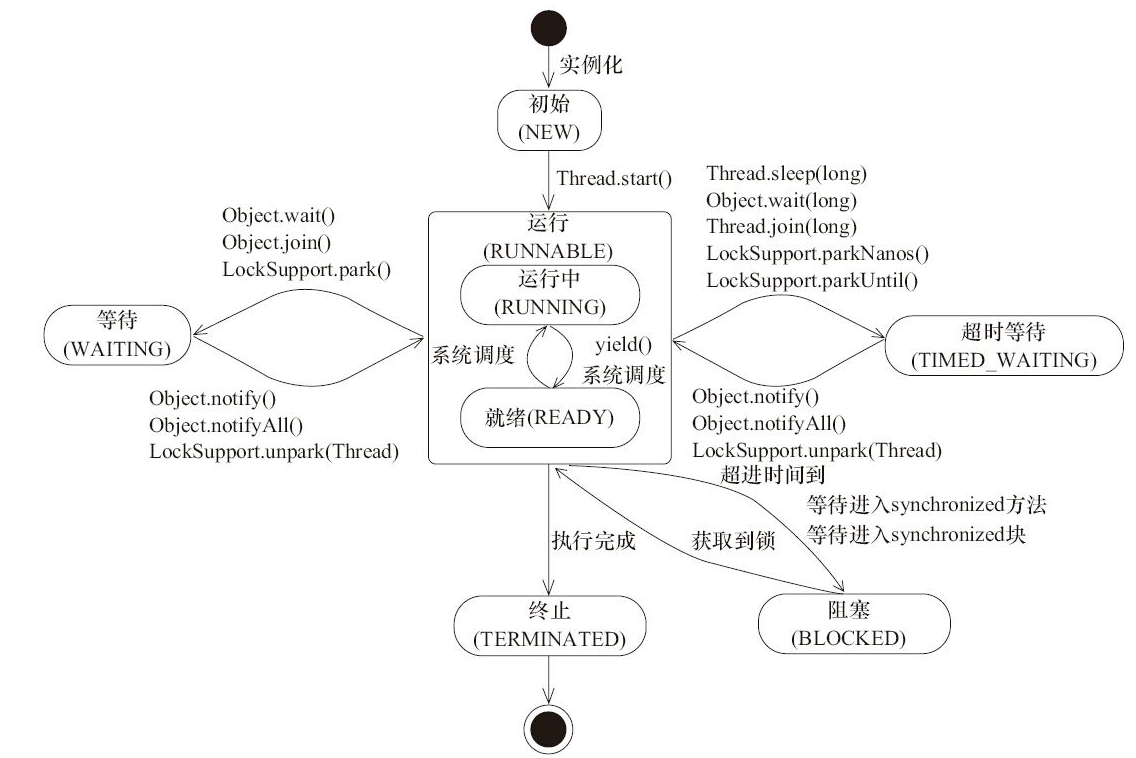 实例化
初始
(NEW)
Thread.start()
Object.wait()
Object.join()
LockSupport.park()
Thread.sleep(long)
Object.wait(long)
Thread.join(long)
LockSupport.parkNanos()
LockSupport.parkUntil()
运行
(RUNNABLE)
运行中
(RUNNING)
等待
(WAITING)
超时等待
(TIMED_WAITING)
系统调度
yield()
系统调度
就绪(READY)
Object.notify()
Object.notifyAll()
LockSupport.unpark(Thread)
Object.notify()
Object.notifyAll()
LockSupport.unpark(Thread)
超进时间到
等待进入synchronized方法
等待进入synchronized块
获取到锁
执行完成
终止
(TERMINATED)
阻塞
(BLOCKED)